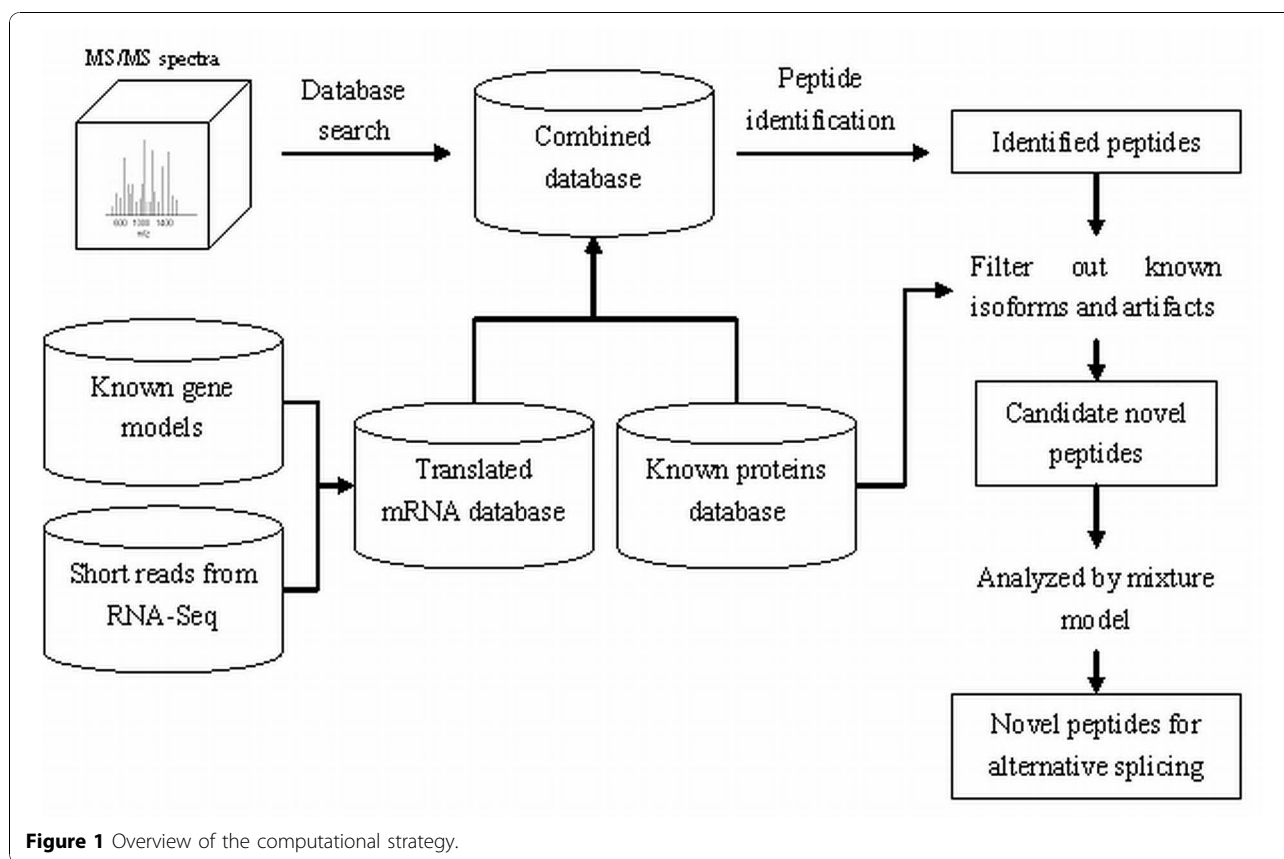 MS/MS spectra
600 1000 1400
m/z
Database
search
Combined
database
Peptide
identification
Identified peptides
Filter out known
isoforms and artifacts
Known gene
models
Short reads from
RNA-Seq
Translated
mRNA database
Known proteins
database
Candidate novel
peptides
Analyzed by mixture
model
Novel peptides for
alternative splicing
Figure 1 Overview of the computational strategy.